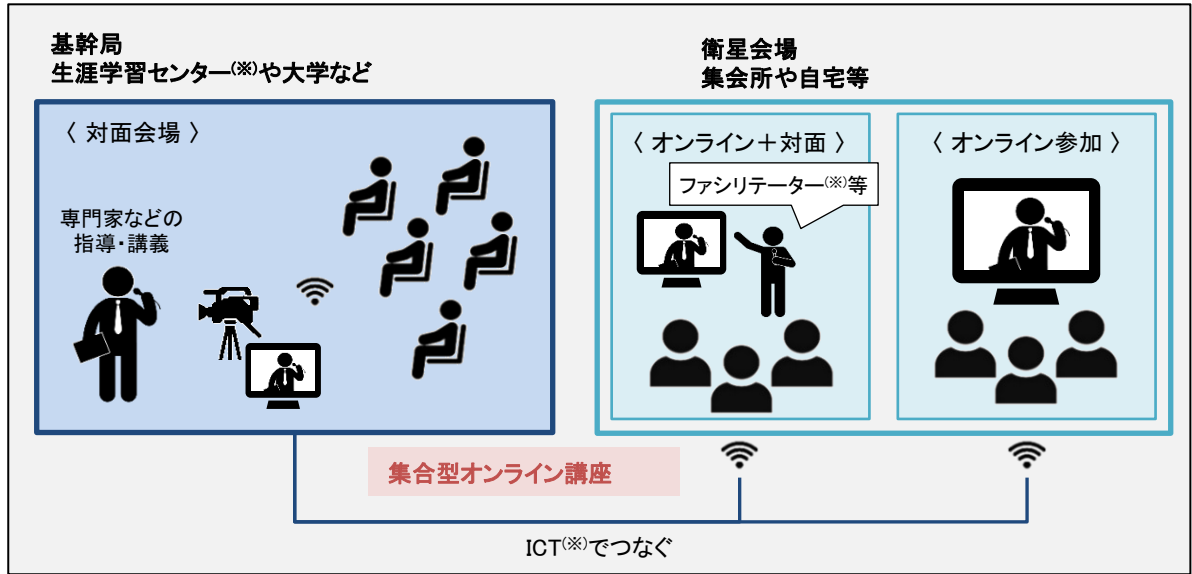 基幹局
生涯学習センター(※)や大学など
〈 対面会場 〉
専門家などの
指導・講義
衛星会場
集会所や自宅等
〈 オンライン＋対面 〉
ファシリテーター(※)等
〈 オンライン参加 〉
集合型オンライン講座
ICT(※)でつなぐ